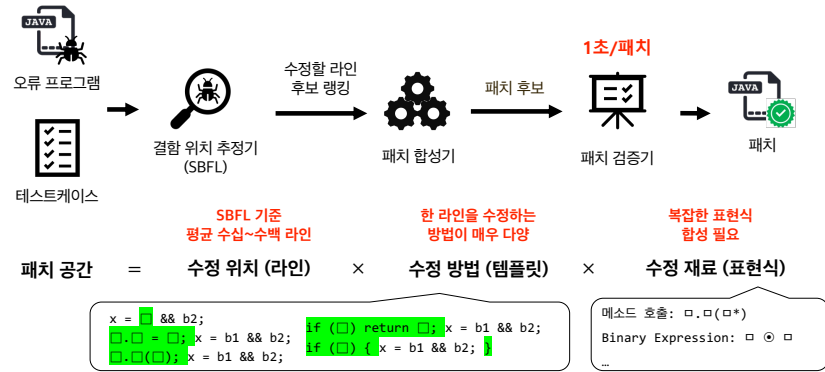 JAVA
오류 프로그램
테스트케이스
결함 위치 추정기
(SBFL)
수정할 라인
후보 랭킹
패치 합성기
패치 후보
1초/패치
패치 검증기
JAVA
패치
SBFL 기준
평균 수십~수백 라인
한 라인을 수정하는
방법이 매우 다양
복잡한 표현식
합성 필요
패치 공간 = 수정 위치 (라인) × 수정 방법 (템플릿) × 수정 재료 (표현식)
x = □ && b2;
□.□ = □; x = b1 && b2;
□.□(□); x = b1 && b2;
if (□) return □; x = b1 && b2;
if (□) { x = b1 && b2; }
메소드 호출: □.□(□*)
Binary Expression: □ ⊙ □
…